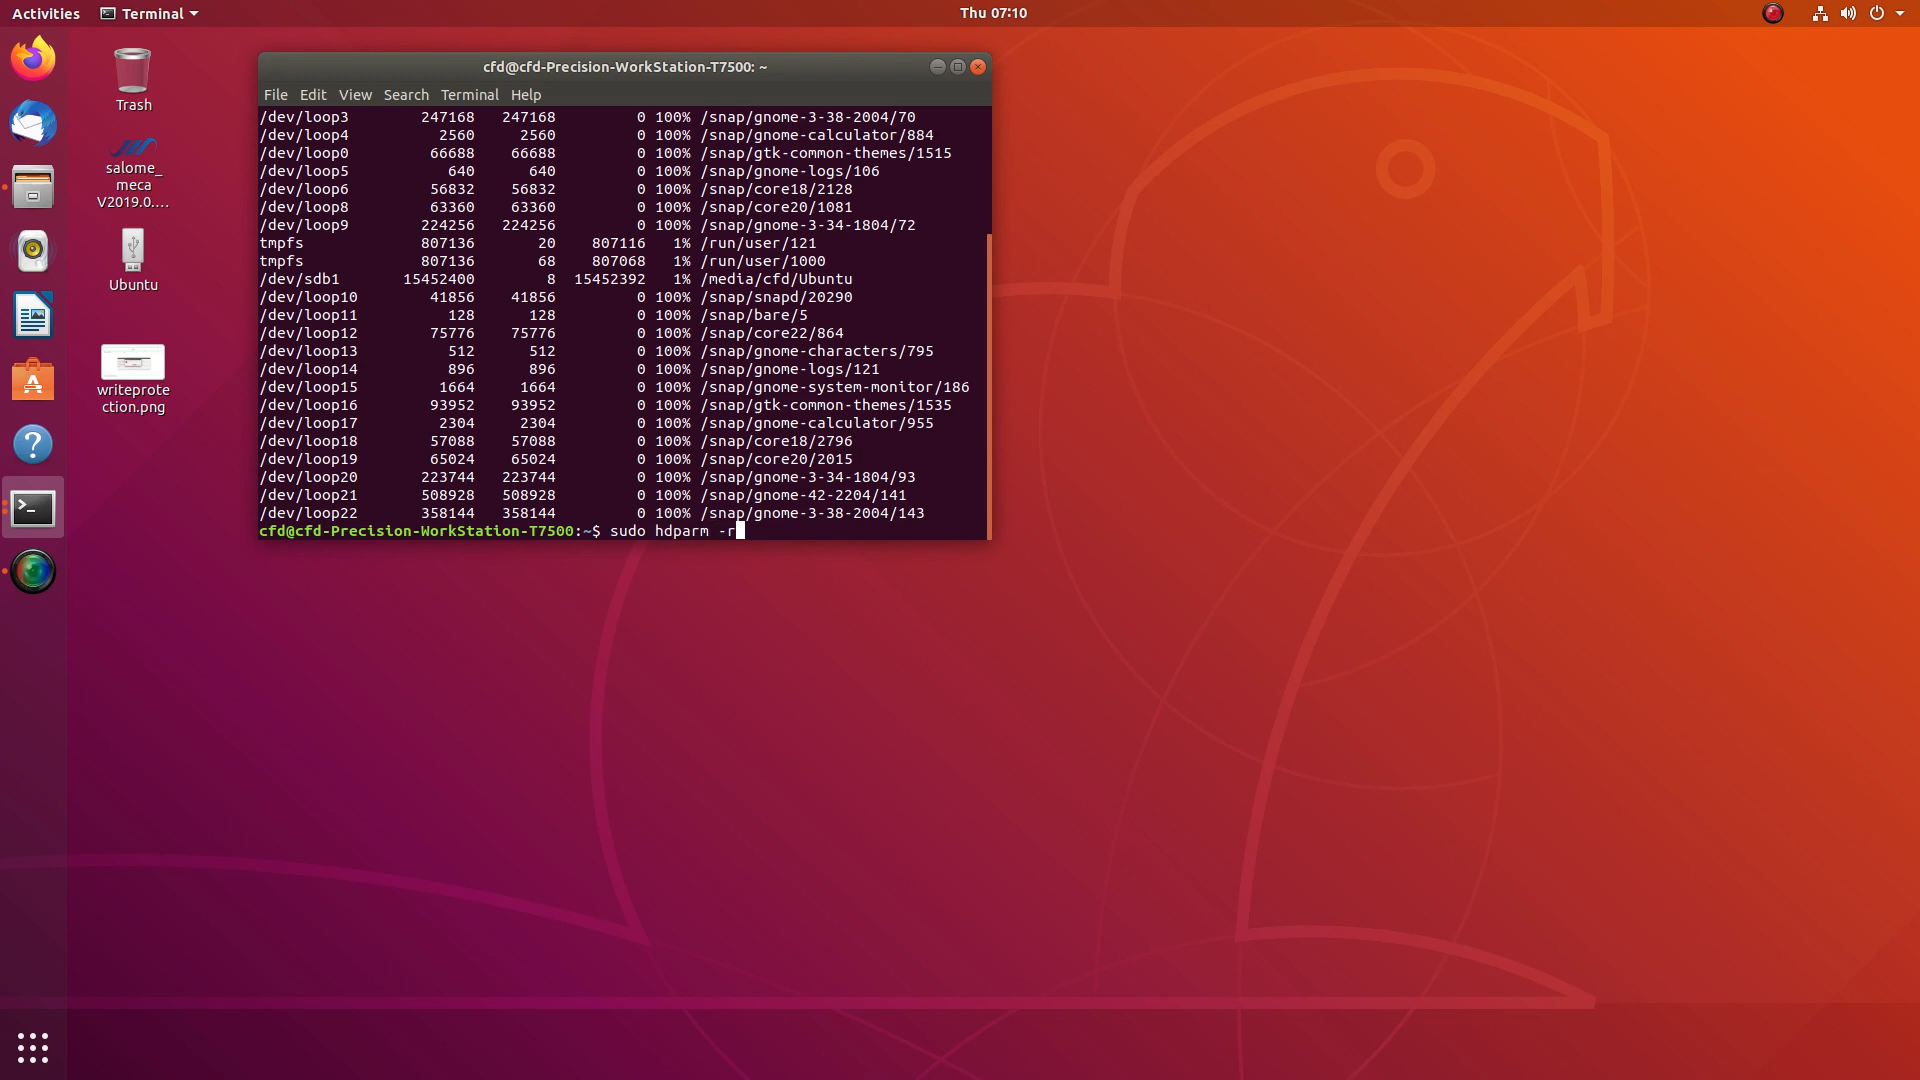 Activities Terminal Thu 07:10
Trash
salome_
meca
V2019.0....
Ubuntu
writeprote
ction.png
cfd@cfd-Precision-WorkStation-T7500: ~
File Edit View Search Terminal Help
/dev/loop3 247168 247168 0 100% /snap/gnome-3-38-2004/70
/dev/loop4 2560 2560 0 100% /snap/gnome-calculator/884
/dev/loop0 66688 66688 0 100% /snap/gtk-common-themes/1515
/dev/loop5 640 640 0 100% /snap/gnome-logs/106
/dev/loop6 56832 56832 0 100% /snap/core18/2128
/dev/loop8 63360 63360 0 100% /snap/core20/1081
/dev/loop9 224256 224256 0 100% /snap/gnome-3-34-1804/72
tmpfs 807136 20 807116 1% /run/user/121
tmpfs 807136 68 807068 1% /run/user/1000
/dev/sdb1 15452400 8 15452392 1% /media/cfd/Ubuntu
/dev/loop10 41856 41856 0 100% /snap/snapd/20290
/dev/loop11 128 128 0 100% /snap/bare/5
/dev/loop12 75776 75776 0 100% /snap/core22/864
/dev/loop13 512 512 0 100% /snap/gnome-characters/795
/dev/loop14 896 896 0 100% /snap/gnome-logs/121
/dev/loop15 1664 1664 0 100% /snap/gnome-system-monitor/186
/dev/loop16 93952 93952 0 100% /snap/gtk-common-themes/1535
/dev/loop17 2304 2304 0 100% /snap/gnome-calculator/955
/dev/loop18 57088 57088 0 100% /snap/core18/2796
/dev/loop19 65024 65024 0 100% /snap/core20/2015
/dev/loop20 223744 223744 0 100% /snap/gnome-3-34-1804/93
/dev/loop21 508928 508928 0 100% /snap/gnome-42-2204/141
/dev/loop22 358144 358144 0 100% /snap/gnome-3-38-2004/143
cfd@cfd-Precision-WorkStation-T7500:~$ sudo hdparm -r